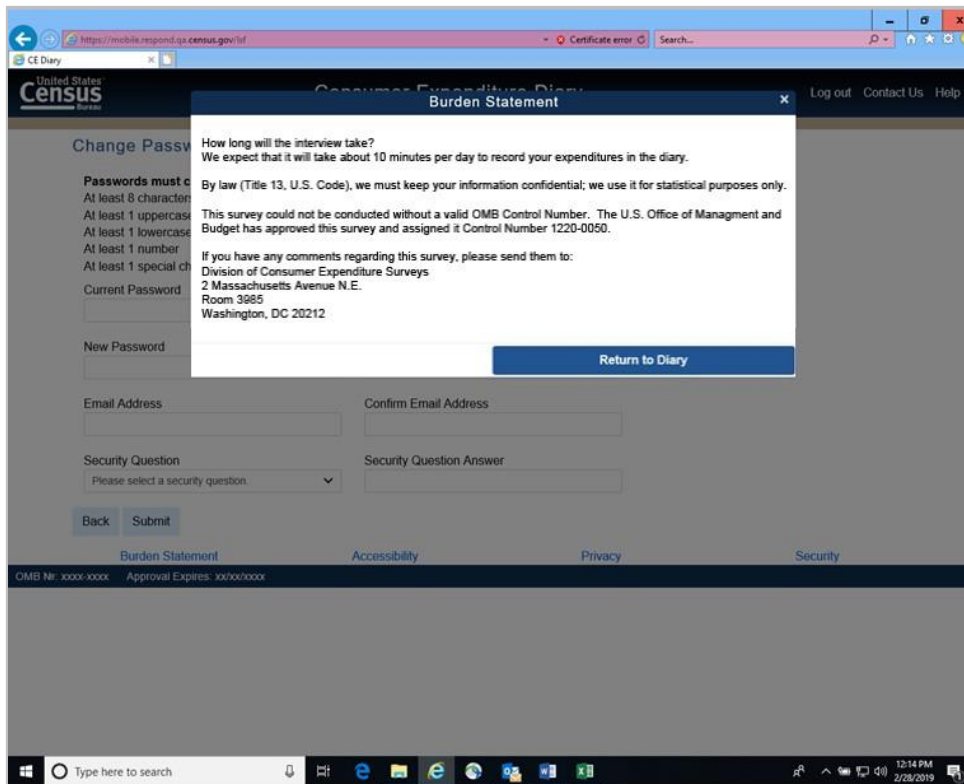 https://mobile.respond.qa.census.gov/isf
Certificate error
Search...
CE Diary
United States
Census
Bureau
Consumer Expenditure Diary
Log out Contact Us Help
Burden Statement
How long will the interview take?
We expect that it will take about 10 minutes per day to record your expenditures in the diary.
By law (Title 13, U.S. Code), we must keep your information confidential; we use it for statistical purposes only.
This survey could not be conducted without a valid OMB Control Number. The U.S. Office of Managment and
Budget has approved this survey and assigned it Control Number 1220-0050.
If you have any comments regarding this survey, please send them to:
Division of Consumer Expenditure Surveys
2 Massachusetts Avenue N.E.
Room 3985
Washington, DC 20212
Return to Diary
Change Passw
Passwords must c
At least 8 character
At least 1 uppercase
At least 1 lowercase
At least 1 number
At least 1 special ch
Current Password
New Password
Email Address Confirm Email Address
Security Question Security Question Answer
Please select a security question.
Back Submit
Burden Statement Accessibility Privacy Security
OMB Nr: xxxx-xxxx Approval Expires: xx/xx/xxxx
Type here to search
12:14 PM
2/28/2019